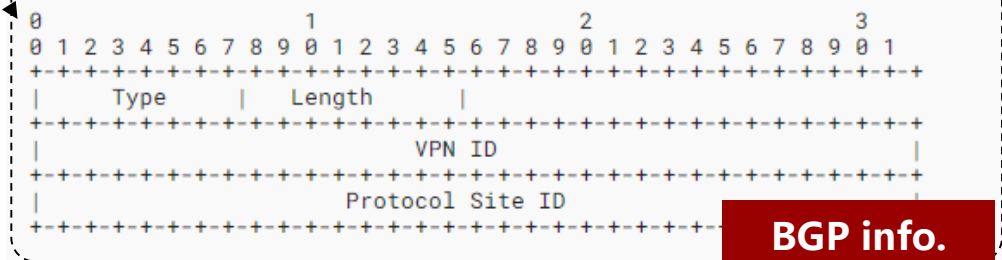 0                   1                   2                   3
0 1 2 3 4 5 6 7 8 9 0 1 2 3 4 5 6 7 8 9 0 1 2 3 4 5 6 7 8 9 0 1
+-+-+-+-+-+-+-+-+-+-+-+-+-+-+-+-+-+-+-+-+-+-+-+-+-+-+-+-+-+-+-+-+
|     Type     |   Length      |
+-+-+-+-+-+-+-+-+-+-+-+-+-+-+-+-+-+-+-+-+-+-+-+-+-+-+-+-+-+-+-+-+
|                           VPN ID                              |
+-+-+-+-+-+-+-+-+-+-+-+-+-+-+-+-+-+-+-+-+-+-+-+-+-+-+-+-+-+-+-+-+
|                      Protocol Site ID                         |
+-+-+-+-+-+-+-+-+-+-+-+-+-+-+-+-+-+-+-+-+-+-+-+-+-
BGP info.